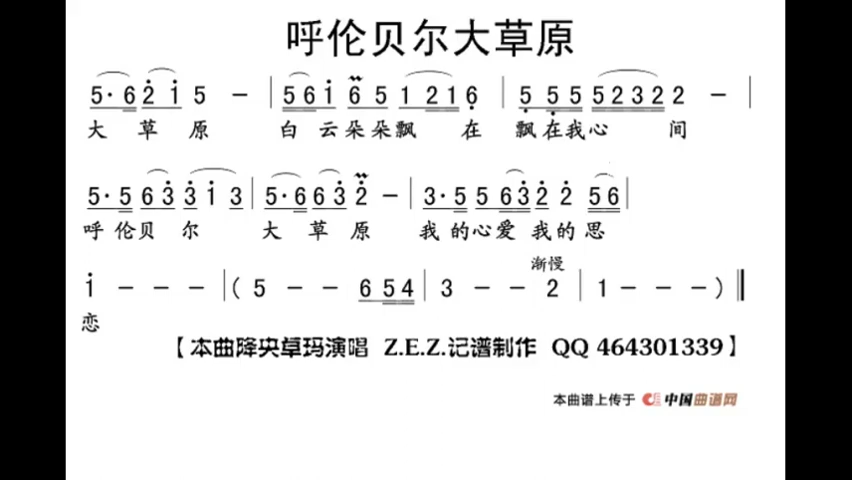 呼伦贝尔大草原
5·6 2 1 5 － | 5 6 1 6 5 1 2 1 6 | 5 5 5 5 2 3 2 2 － |
大 草 原 白 云 朵 朵 飘 在 飘 在 我 心 间
5·5 6 3 3 1 3 | 5·6 6 3 2 － | 3·5 5 6 3 2 2 5 6 |
呼 伦 贝 尔 大 草 原 我 的 心 爱 我 的 思
渐慢
1 － － － | ( 5 － － 6 5 4 | 3 － － 2 | 1 － － － ) ‖
恋
【本曲降央卓玛演唱 Z.E.Z.记谱制作 QQ 464301339】
本曲谱上传于 中国曲谱网